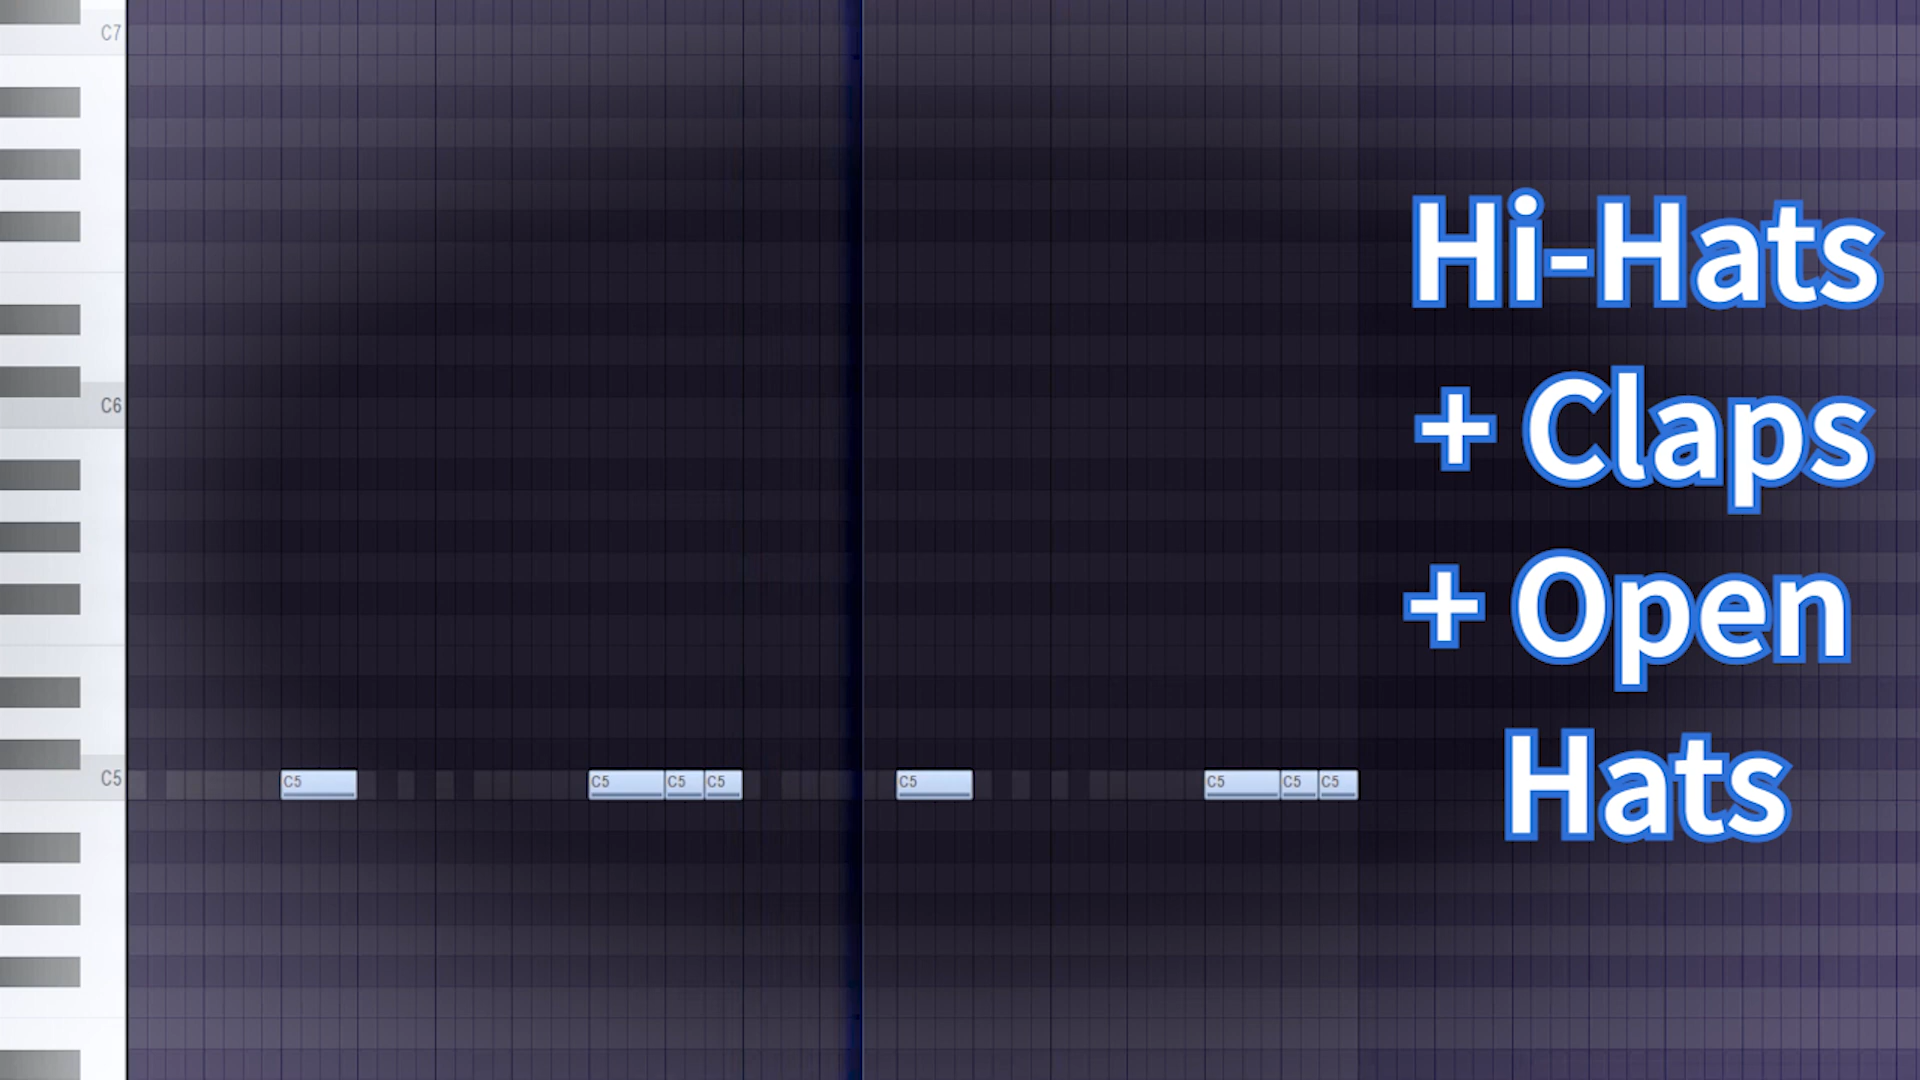 C7
Hi-Hats
C6
+ Claps
+ Open
Hats
C5
C5 C5 C5 C5 C5 C5 C5 C5